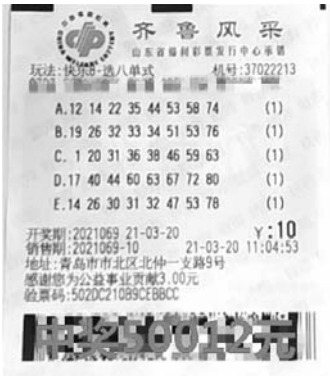 齐鲁风采
山东省福利彩票发行中心承销
玩法:快乐8-选八单式 机号:37022213
A.12 14 22 35 44 53 58 74 (1)
B.19 26 32 33 34 51 53 76 (1)
C. 1 20 31 36 38 46 59 63 (1)
D.17 40 44 60 63 67 72 80 (1)
E.14 26 30 31 32 47 53 78 (1)
开奖期:2021069 21-03-20 ￥:10
销售期:2021069-10 21-03-20 11:04:53
地址:青岛市市北区北仲一支路9号
感谢您为公益事业贡献3.00元
验票码:502DC210B9CEBBCC
中奖50012元